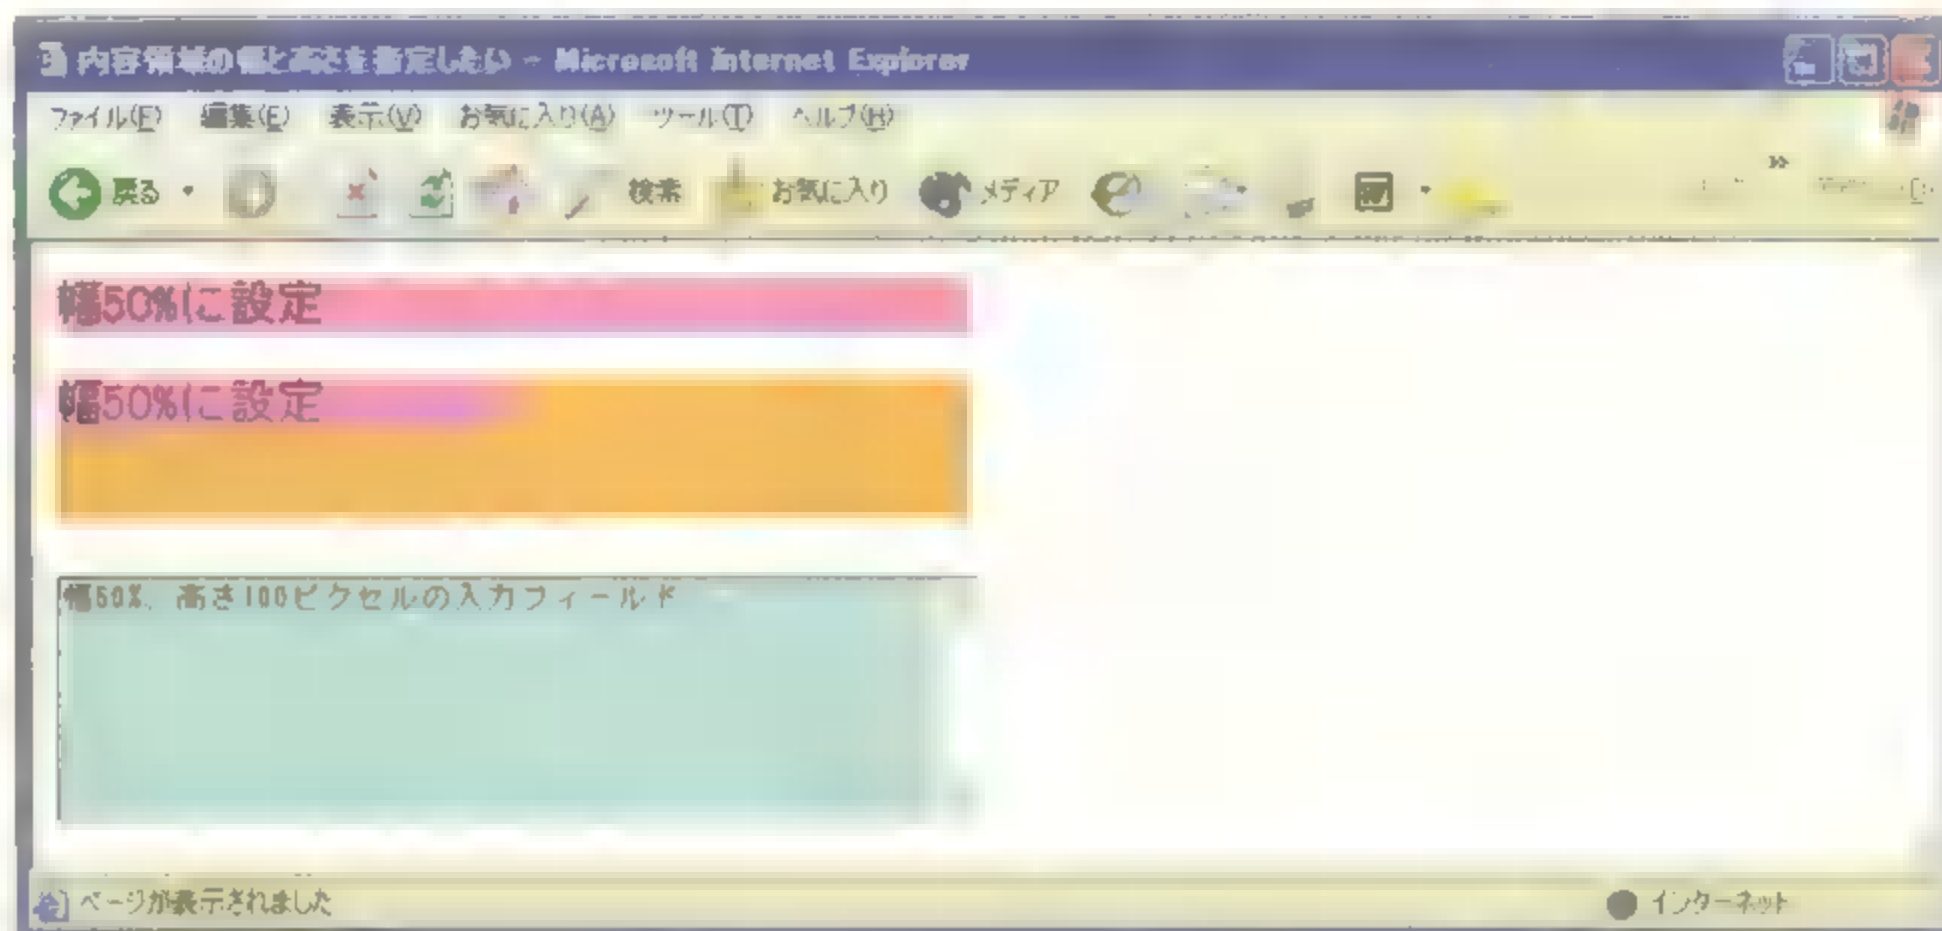 内容領域の幅と高さを指定したい - Microsoft Internet Explorer
ファイル(F) 編集(E) 表示(V) お気に入り(A) ツール(T) ヘルプ(H)
戻る 検索 お気に入り メディア »
幅50%に設定
幅50%に設定
幅50%、高さ100ピクセルの入力フィールド
ページが表示されました インターネット